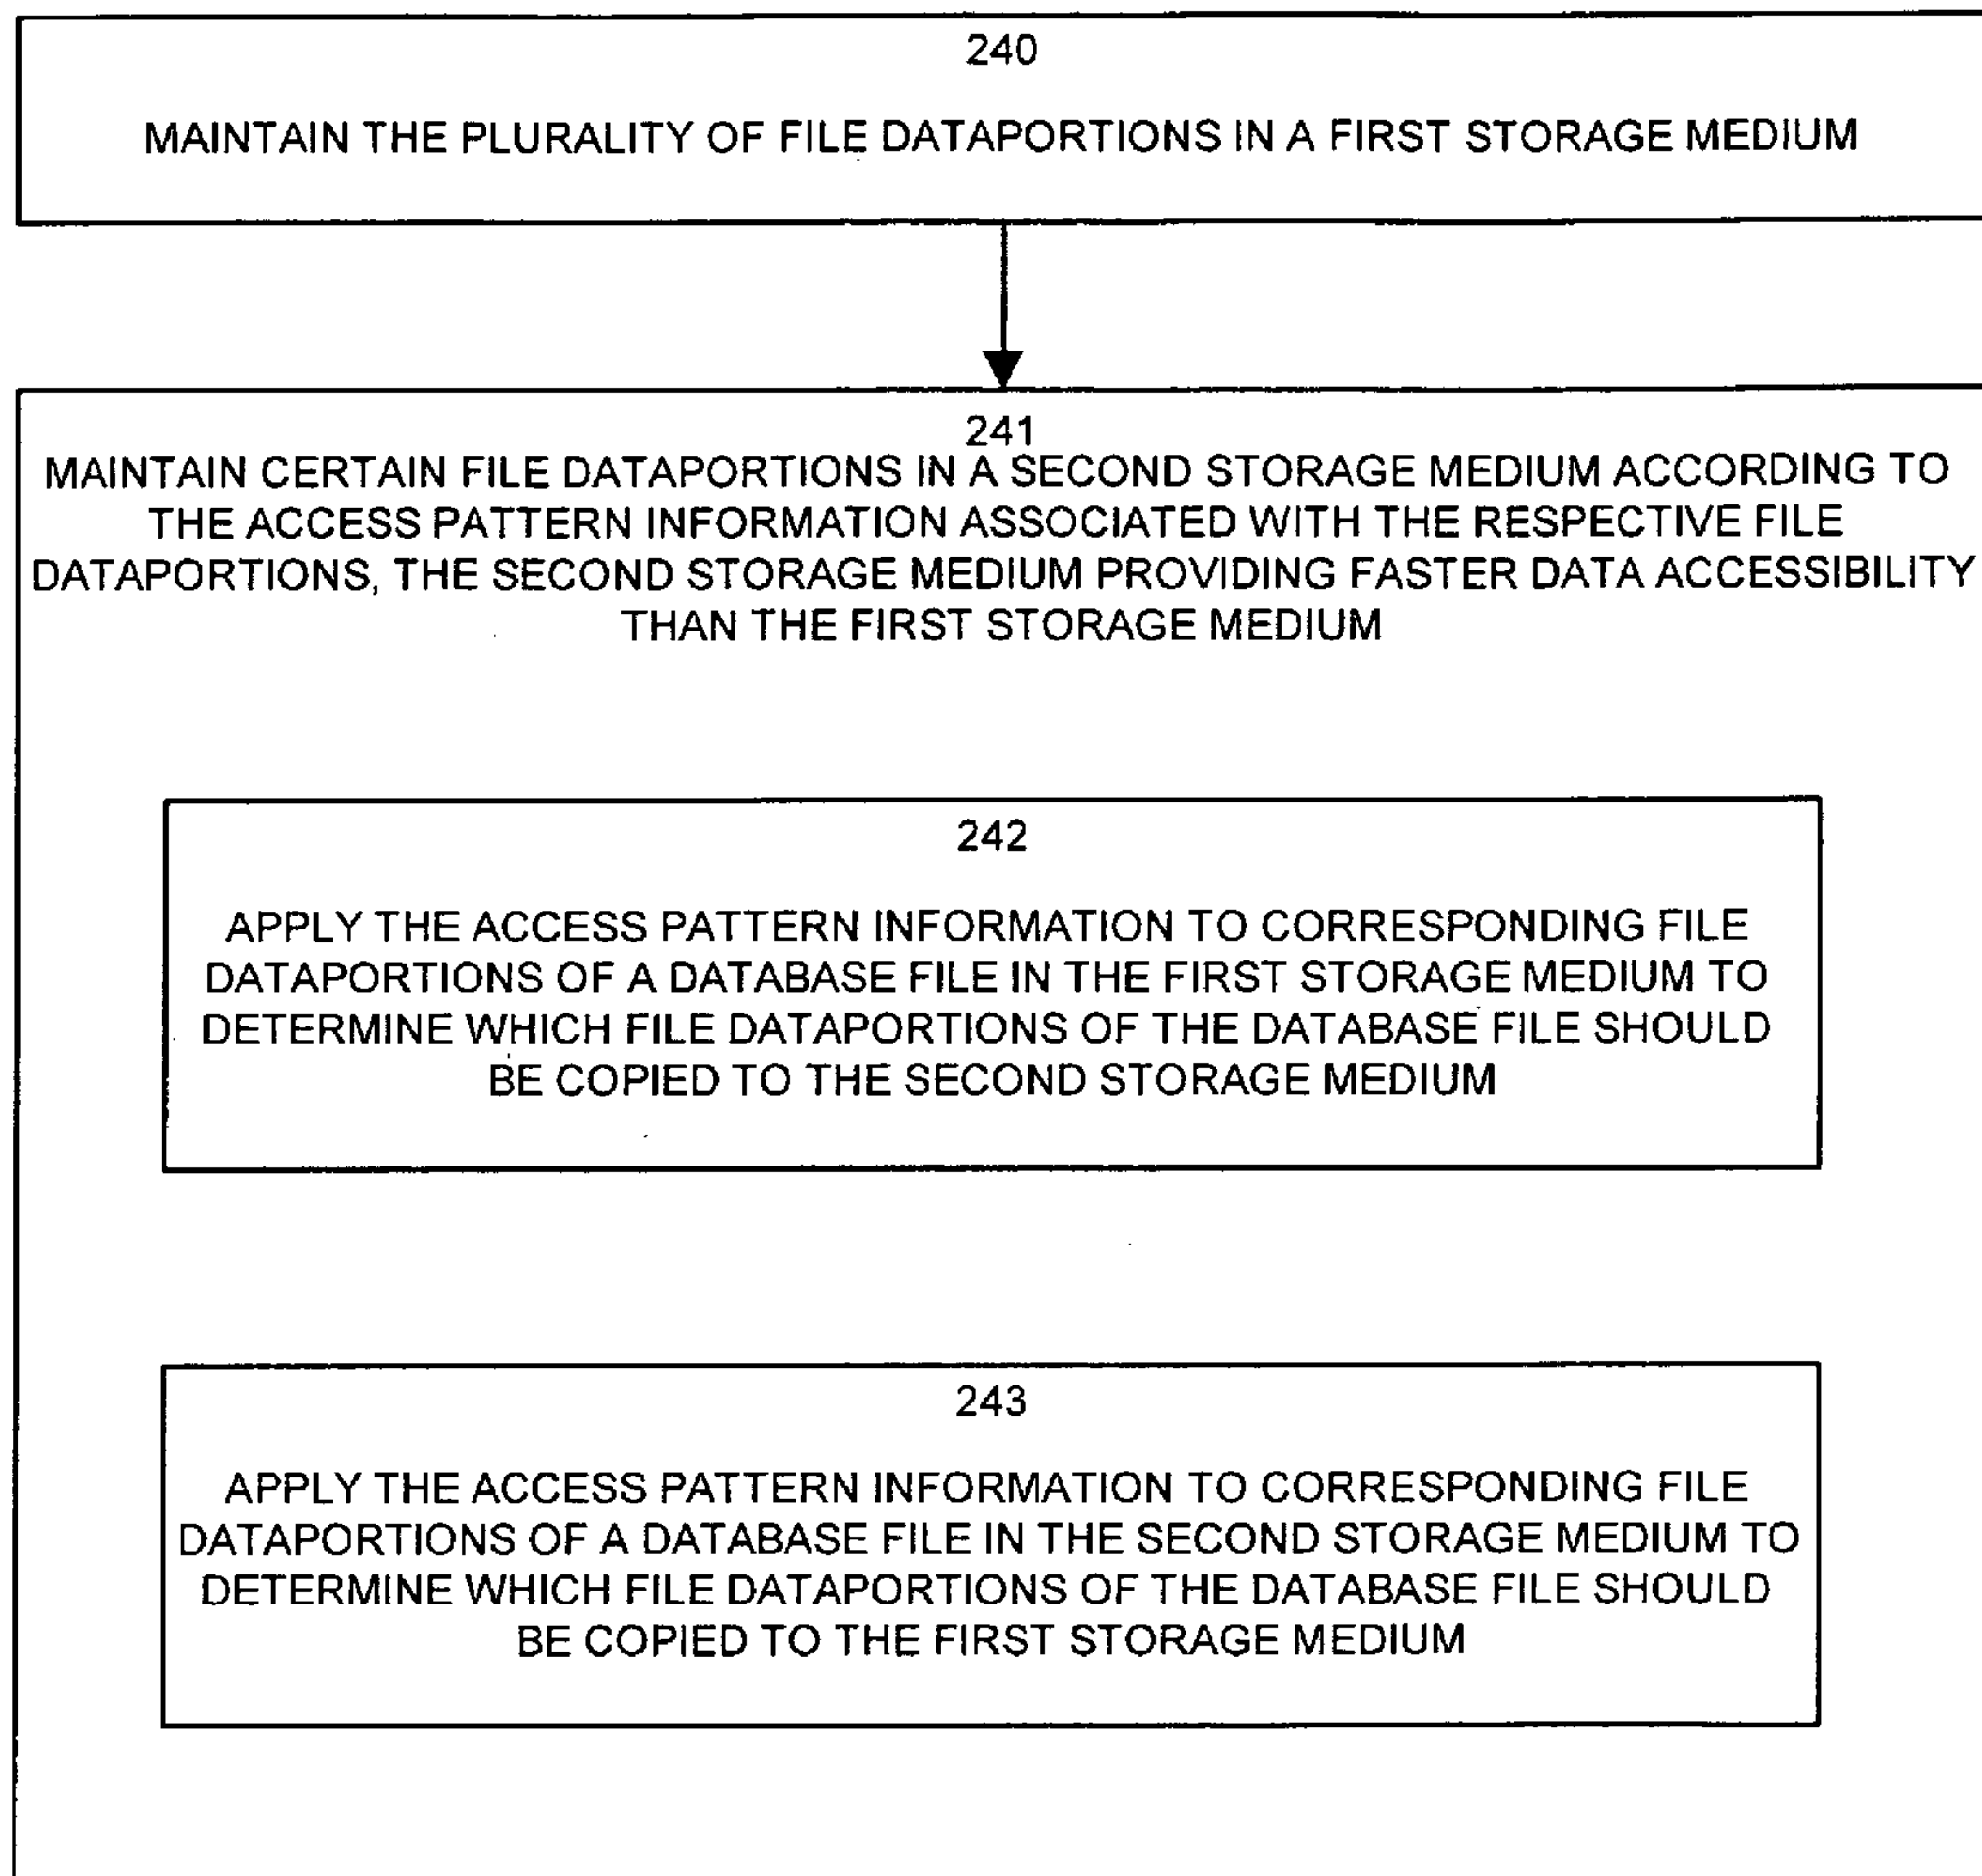 240
MAINTAIN THE PLURALITY OF FILE DATAPORTIONS IN A FIRST STORAGE MEDIUM
241
MAINTAIN CERTAIN FILE DATAPORTIONS IN A SECOND STORAGE MEDIUM ACCORDING TO
THE ACCESS PATTERN INFORMATION ASSOCIATED WITH THE RESPECTIVE FILE
DATAPORTIONS, THE SECOND STORAGE MEDIUM PROVIDING FASTER DATA ACCESSIBILITY
THAN THE FIRST STORAGE MEDIUM
242
APPLY THE ACCESS PATTERN INFORMATION TO CORRESPONDING FILE
DATAPORTIONS OF A DATABASE FILE IN THE FIRST STORAGE MEDIUM TO
DETERMINE WHICH FILE DATAPORTIONS OF THE DATABASE FILE SHOULD
BE COPIED TO THE SECOND STORAGE MEDIUM
243
APPLY THE ACCESS PATTERN INFORMATION TO CORRESPONDING FILE
DATAPORTIONS OF A DATABASE FILE IN THE SECOND STORAGE MEDIUM TO
DETERMINE WHICH FILE DATAPORTIONS OF THE DATABASE FILE SHOULD
BE COPIED TO THE FIRST STORAGE MEDIUM